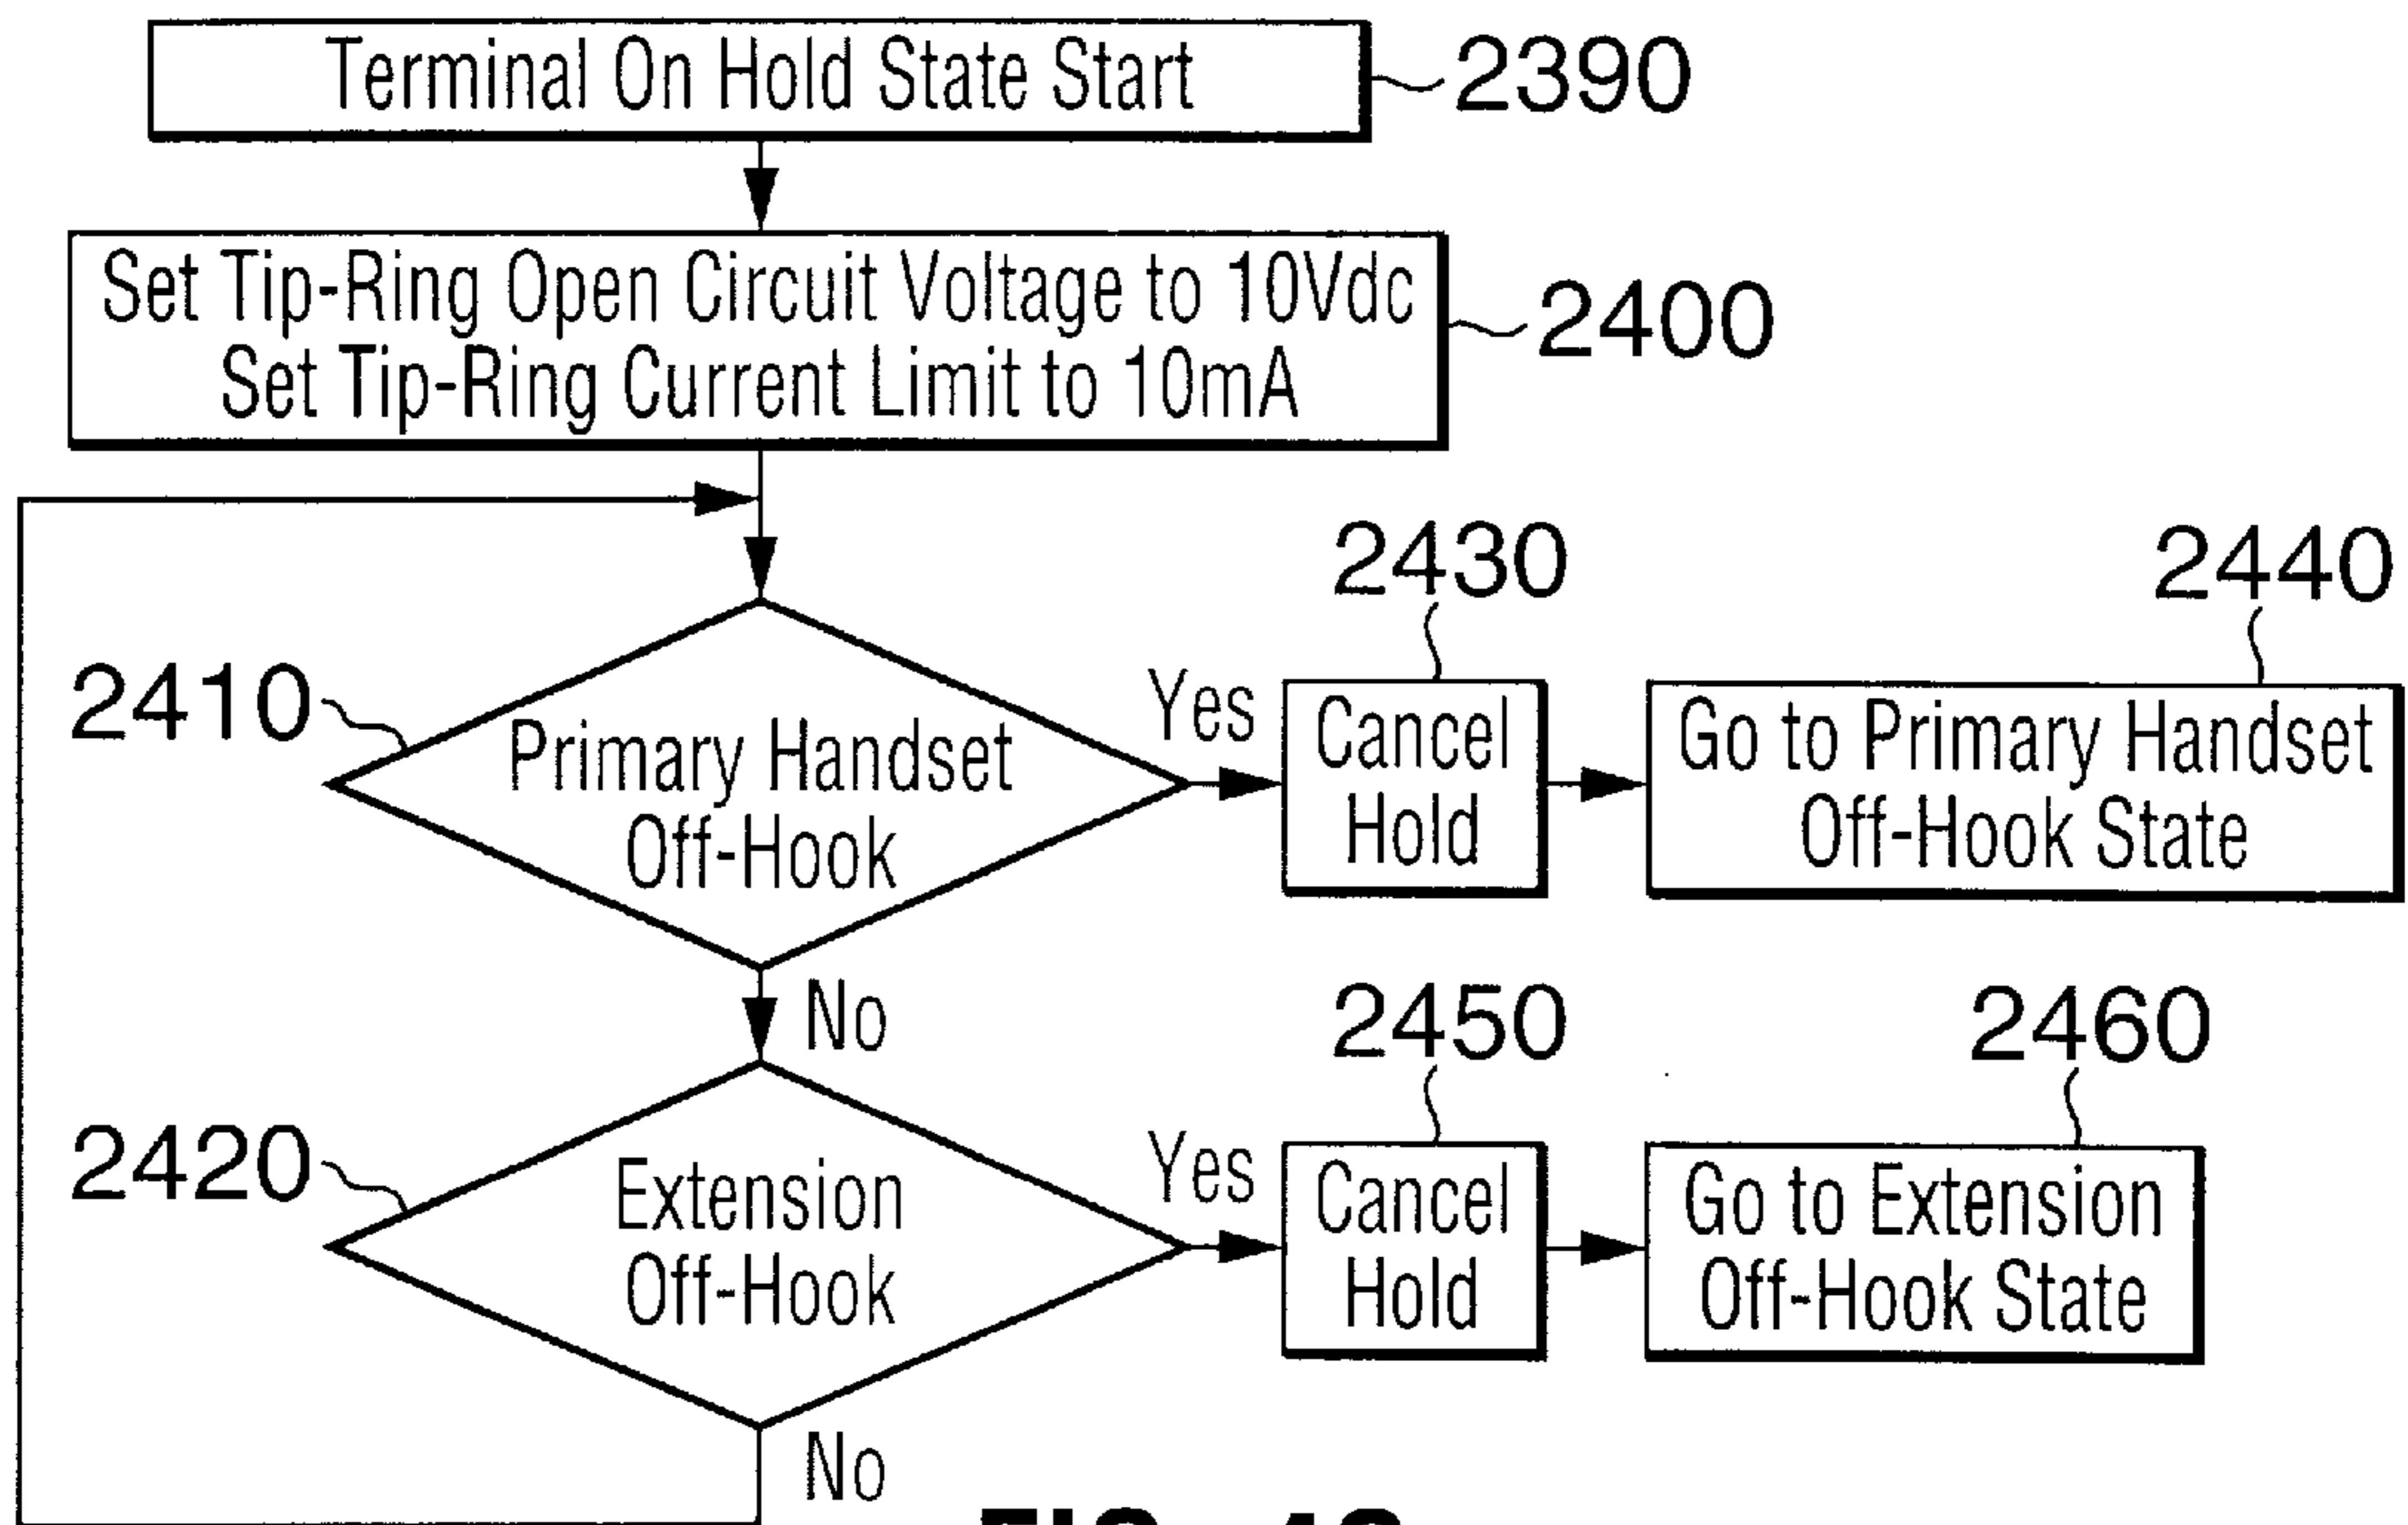 Terminal On Hold State Start
2390
Set Tip-Ring Open Circuit Voltage to 10Vdc
Set Tip-Ring Current Limit to 10mA
2400
2410
Primary Handset
Off-Hook
Yes
2430
Cancel
Hold
2440
Go to Primary Handset
Off-Hook State
No
2420
Extension
Off-Hook
Yes
2450
Cancel
Hold
2460
Go to Extension
Off-Hook State
No